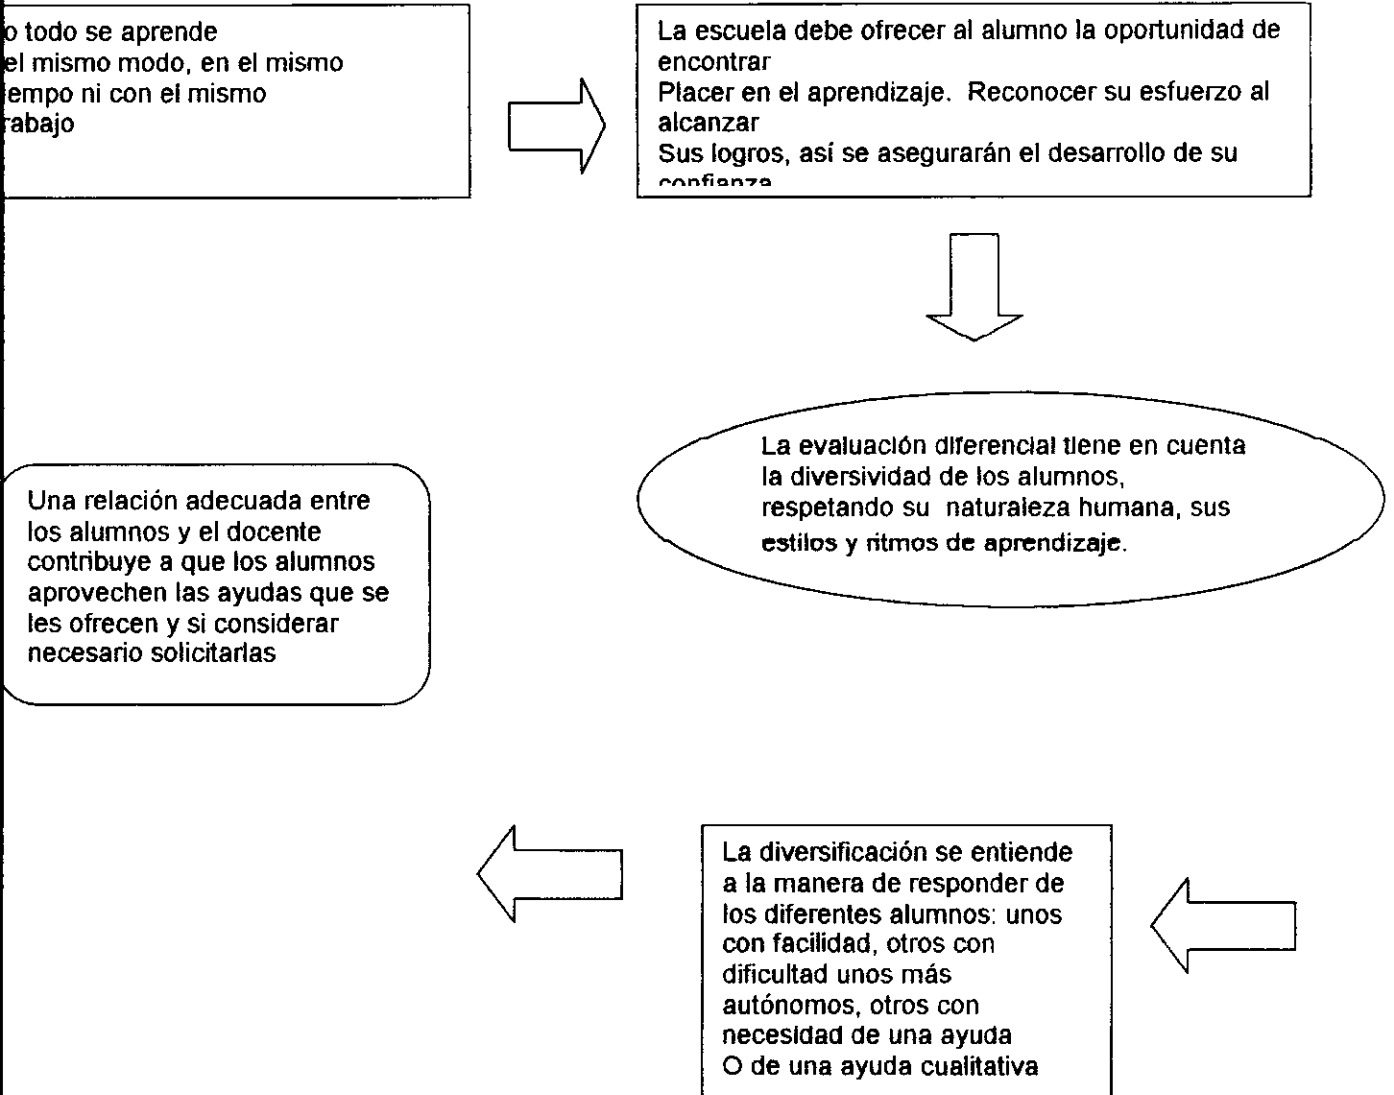 o todo se aprende
el mismo modo, en el mismo
empo ni con el mismo
rabajo
La escuela debe ofrecer al alumno la oportunidad de
encontrar
Placer en el aprendizaje. Reconocer su esfuerzo al
alcanzar
Sus logros, así se asegurarán el desarrollo de su
confianza
La evaluación diferencial tiene en cuenta
la diversividad de los alumnos,
respetando su naturaleza humana, sus
estilos y ritmos de aprendizaje.
Una relación adecuada entre
los alumnos y el docente
contribuye a que los alumnos
aprovechen las ayudas que se
les ofrecen y si considerar
necesario solicitarlas
La diversificación se entiende
a la manera de responder de
los diferentes alumnos: unos
con facilidad, otros con
dificultad unos más
autónomos, otros con
necesidad de una ayuda
O de una ayuda cualitativa